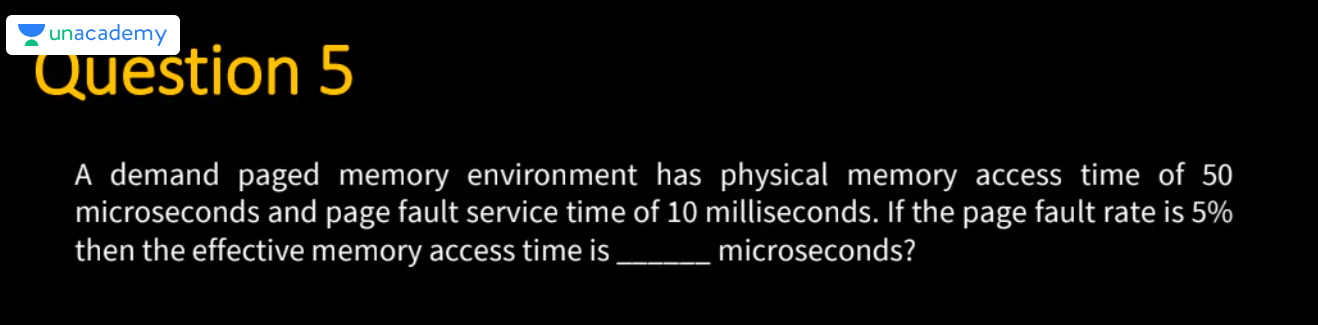 unacademy
Question 5
A demand paged memory environment has physical memory access time of 50
microseconds and page fault service time of 10 milliseconds. If the page fault rate is 5%
then the effective memory access time is ______ microseconds?